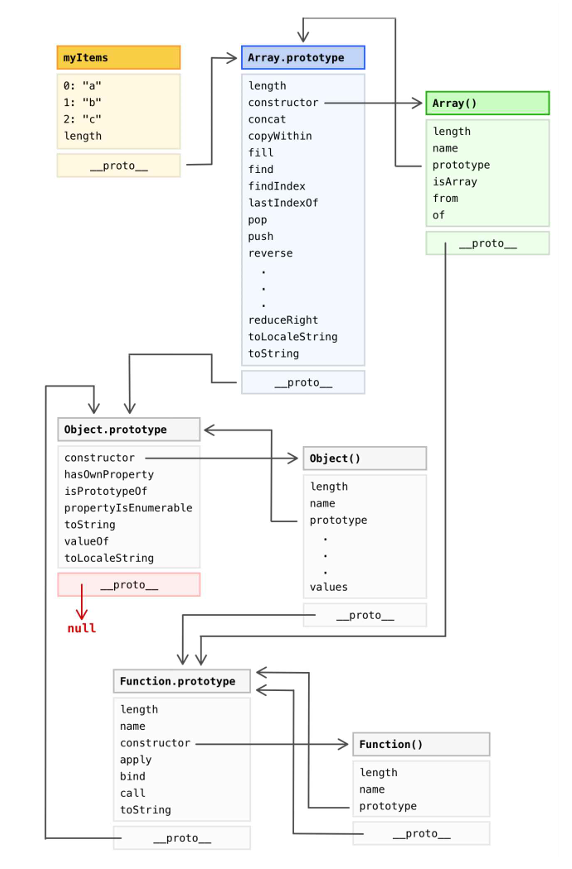 myItems
0: "a"
1: "b"
2: "c"
length
__proto__
Array.prototype
length
constructor
concat
copyWithin
fill
find
findIndex
lastIndexOf
pop
push
reverse
.
.
.
reduceRight
toLocaleString
toString
__proto__
Array()
length
name
prototype
isArray
from
of
__proto__
Object.prototype
constructor
hasOwnProperty
isPrototypeOf
propertyIsEnumerable
toString
valueOf
toLocaleString
__proto__
null
Object()
length
name
prototype
.
.
.
values
__proto__
Function.prototype
length
name
constructor
apply
bind
call
toString
__proto__
Function()
length
name
prototype
__proto__